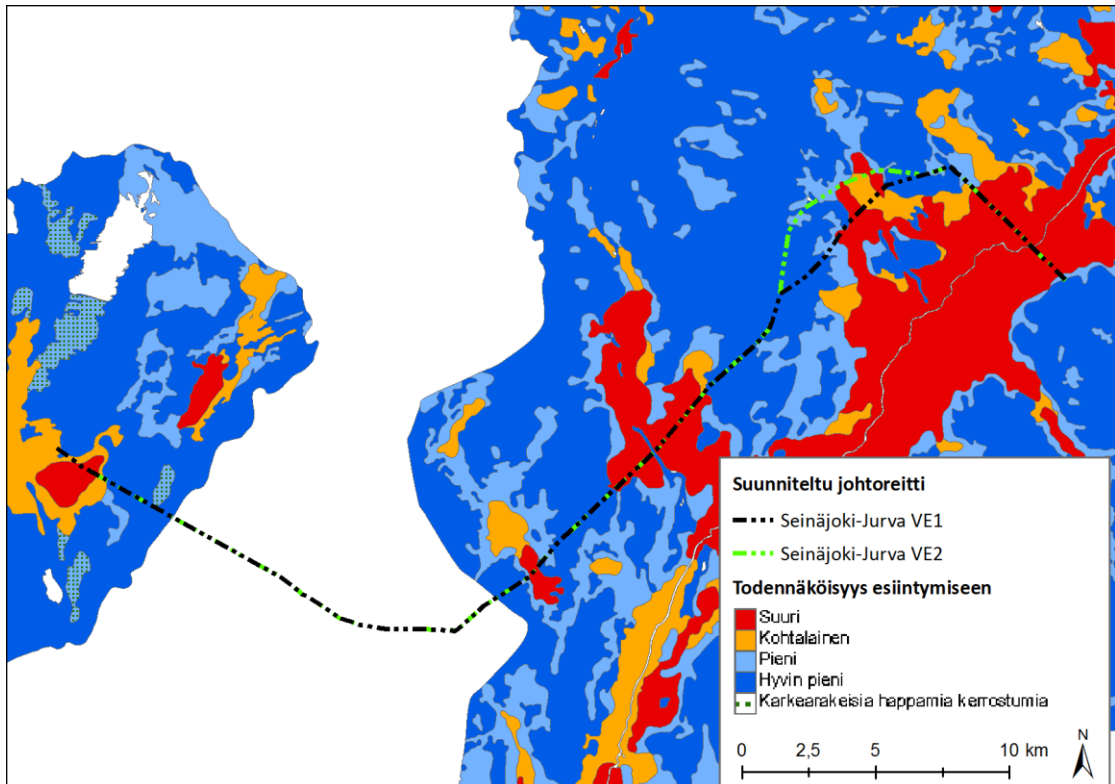 Suunniteltu johtoreitti
Seinäjoki-Jurva VE1
Seinäjoki-Jurva VE2
Todennäköisyys esiintymiseen
Suuri
Kohtalainen
Pieni
Hyvin pieni
Karkearakeisia happamia kerrostumia
0 2,5 5 10 km
N